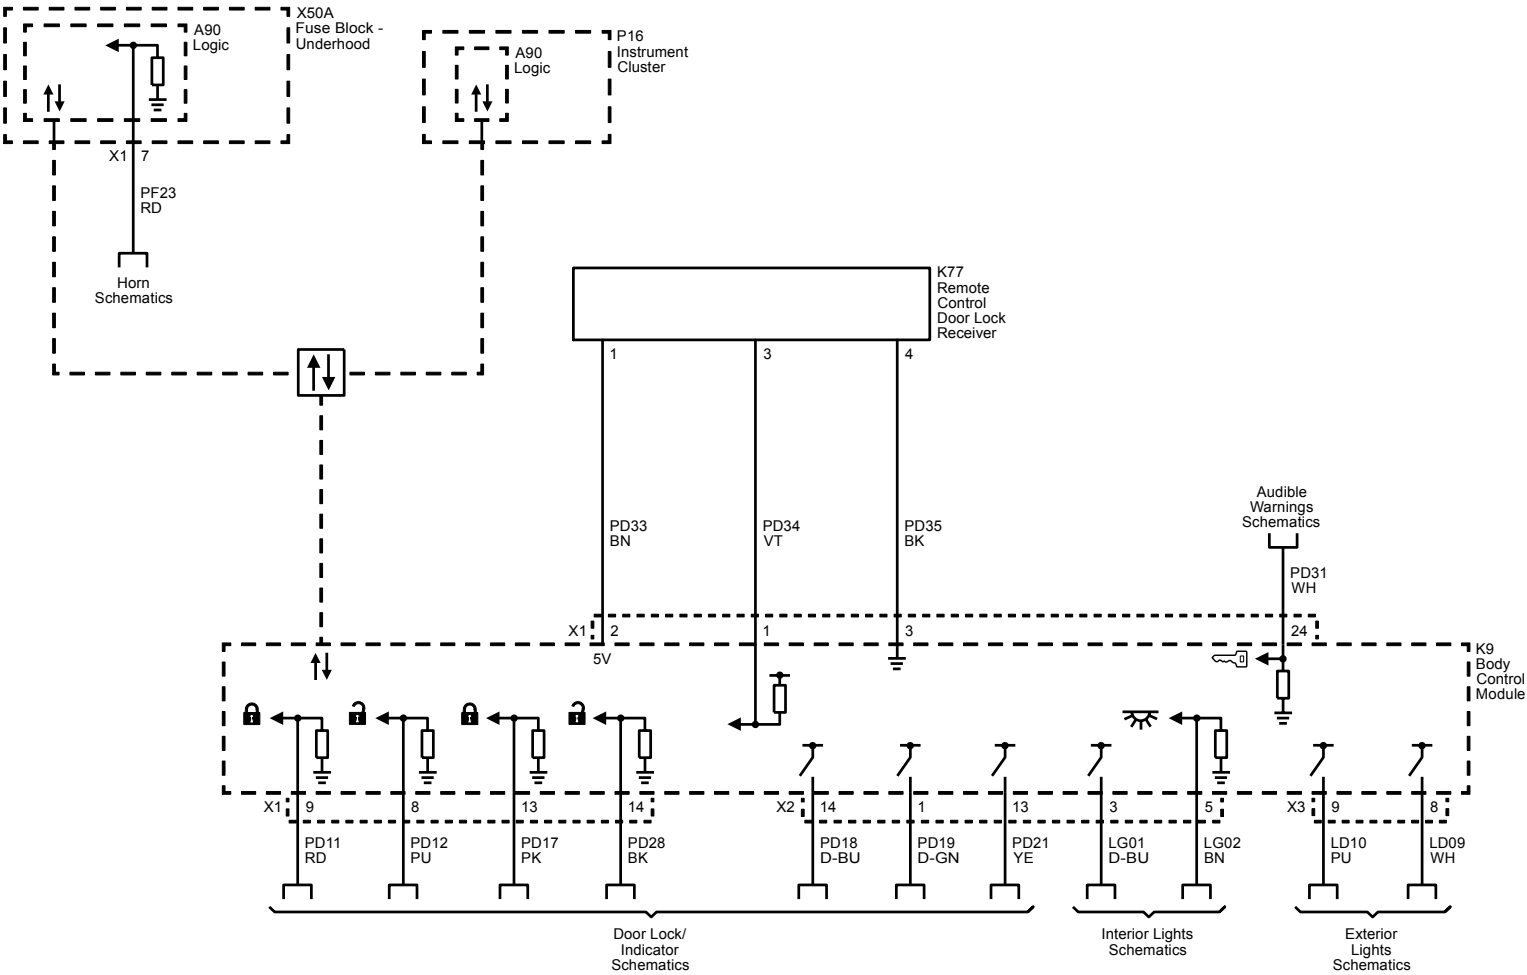 X50A
Fuse Block -
Underhood
A90
Logic
P16
Instrument
Cluster
A90
Logic
X1 7
PF23
RD
Horn
Schematics
K77
Remote
Control
Door Lock
Receiver
1 3 4
PD33
BN
PD34
VT
PD35
BK
Audible
Warnings
Schematics
PD31
WH
X1 2 1 3 24
5V
K9
Body
Control
Module
X1 9 8 13 14 X2 14 1 13 3 5 X3 9 8
PD11
RD
PD12
PU
PD17
PK
PD28
BK
PD18
D-BU
PD19
D-GN
PD21
YE
LG01
D-BU
LG02
BN
LD10
PU
LD09
WH
Door Lock/
Indicator
Schematics
Interior Lights
Schematics
Exterior
Lights
Schematics